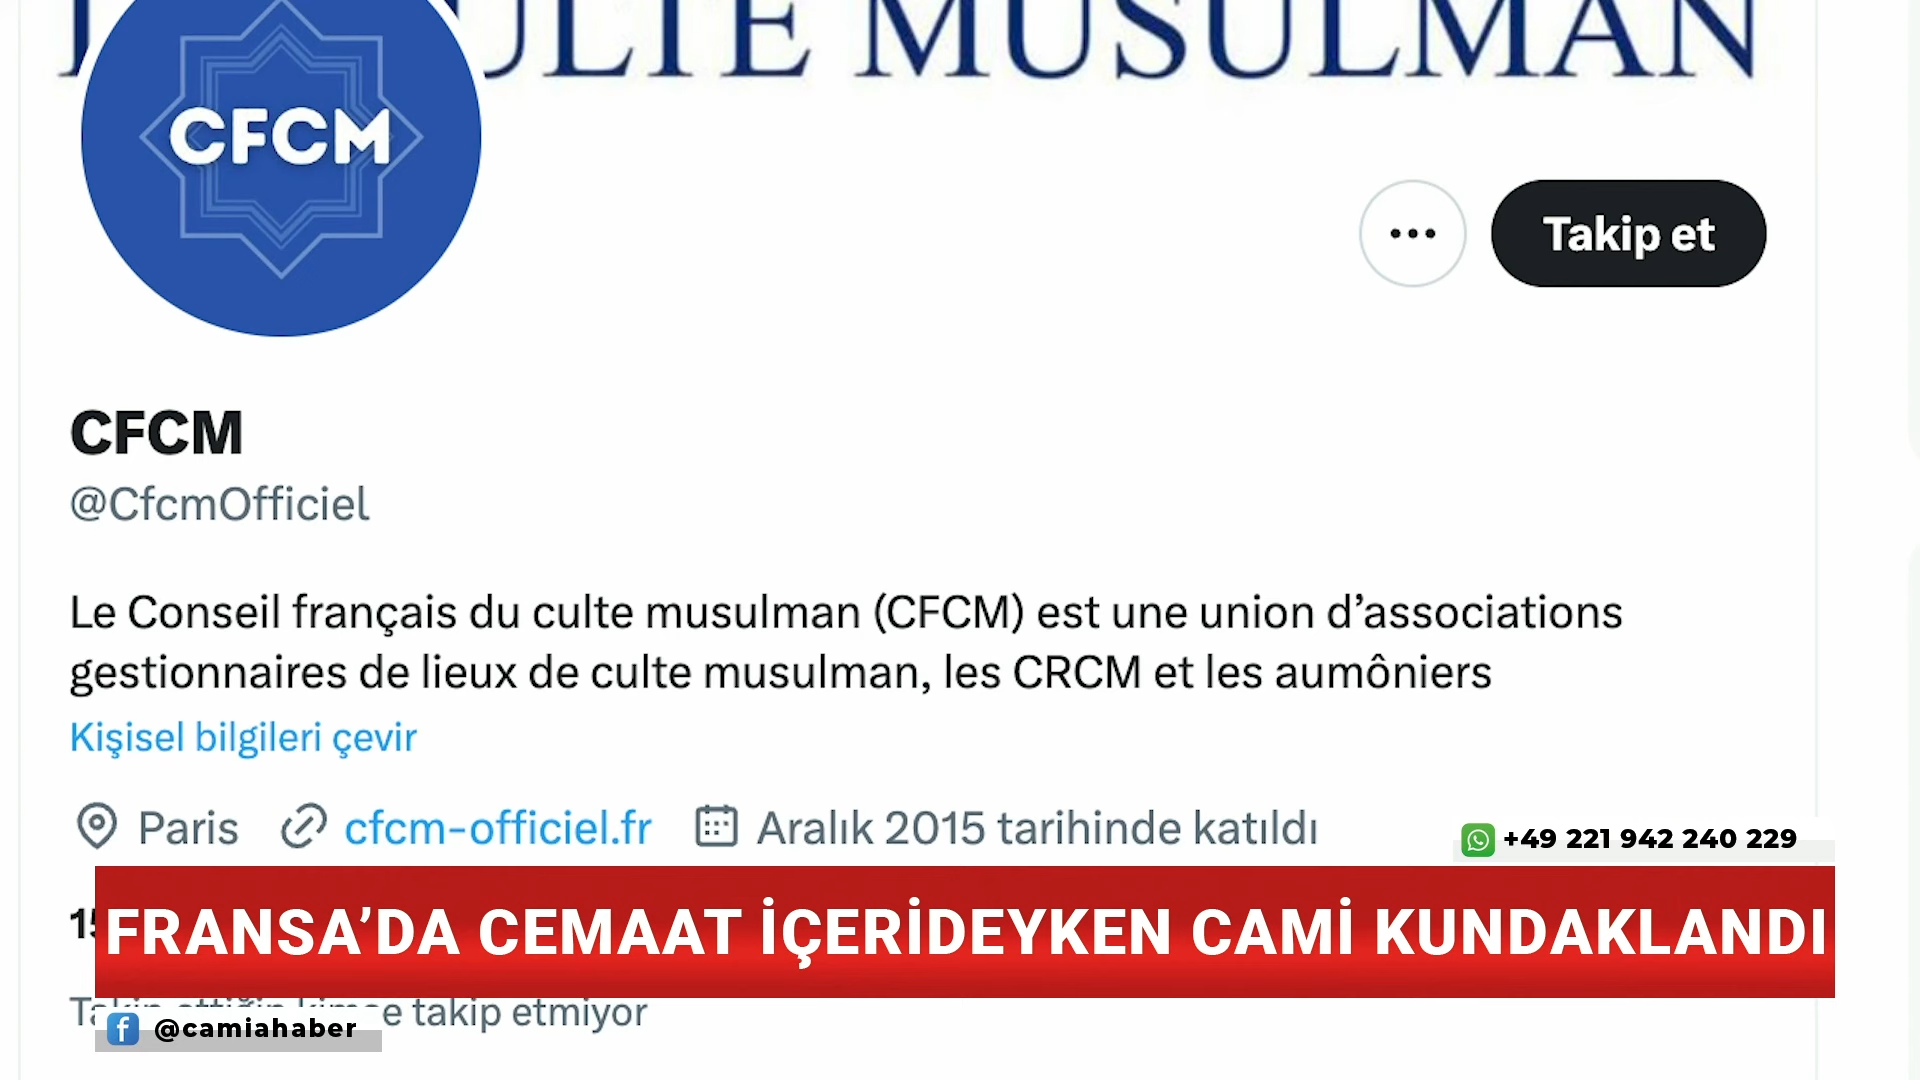 CULTE MUSULMAN
CFCM
Takip et
CFCM
@CfcmOfficiel
Le Conseil français du culte musulman (CFCM) est une union d’associations
gestionnaires de lieux de culte musulman, les CRCM et les aumôniers
Kişisel bilgileri çevir
Paris cfcm-officiel.fr Aralık 2015 tarihinde katıldı
+49 221 942 240 229
FRANSA’DA CEMAAT İÇERİDEYKEN CAMİ KUNDAKLANDI
takip etmiyor
@camiahaber